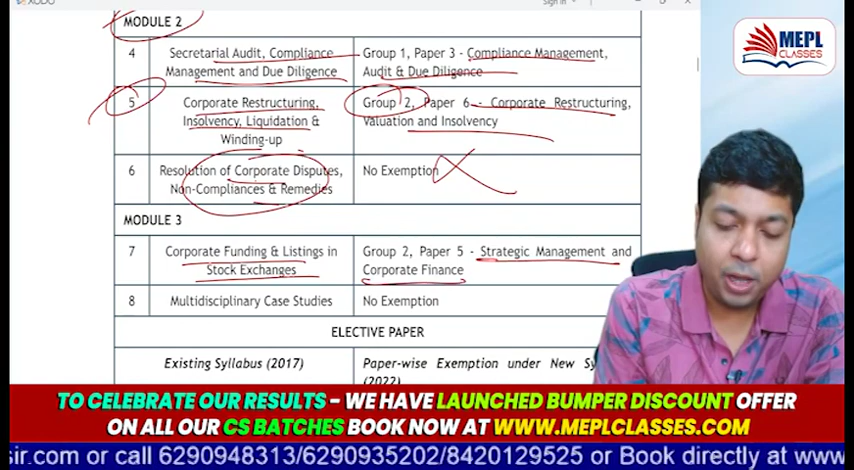 XODO
Sign in
MODULE 2
4 Secretarial Audit, Compliance Group 1, Paper 3 - Compliance Management,
Management and Due Diligence Audit & Due Diligence
5 Corporate Restructuring, Group 2, Paper 6 - Corporate Restructuring,
Insolvency, Liquidation & Valuation and Insolvency
Winding-up
6 Resolution of Corporate Disputes, No Exemption
Non-Compliances & Remedies
MODULE 3
7 Corporate Funding & Listings in Group 2, Paper 5 - Strategic Management and
Stock Exchanges Corporate Finance
8 Multidisciplinary Case Studies No Exemption
ELECTIVE PAPER
Existing Syllabus (2017) Paper-wise Exemption under New Sy
(2022)
MEPL
CLASSES
TO CELEBRATE OUR RESULTS - WE HAVE LAUNCHED BUMPER DISCOUNT OFFER
ON ALL OUR CS BATCHES BOOK NOW AT WWW.MEPLCLASSES.COM
sir.com or call 6290948313/6290935202/8420129525 or Book directly at www